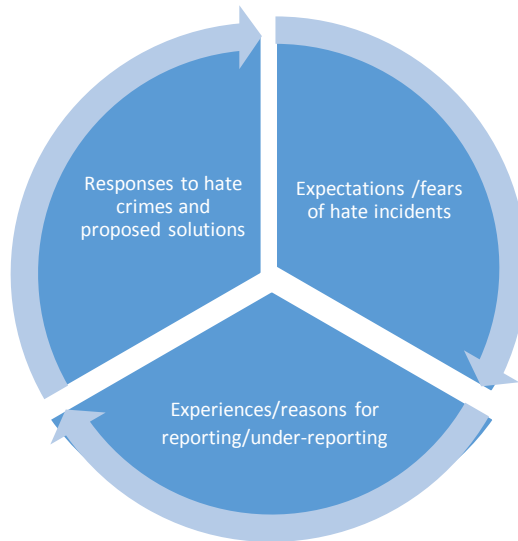 Responses to hate
crimes and
proposed solutions
Expectations /fears
of hate incidents
Experiences/reasons for
reporting/under-reporting